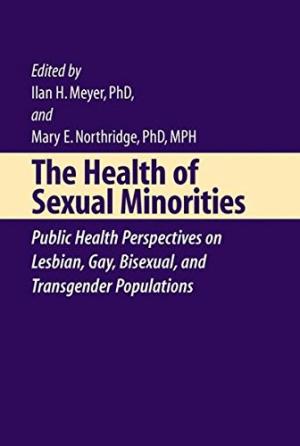 Edited by
Ilan H. Meyer, PhD,
and
Mary E. Northridge, PhD, MPH
The Health of
Sexual Minorities
Public Health Perspectives on
Lesbian, Gay, Bisexual, and
Transgender Populations